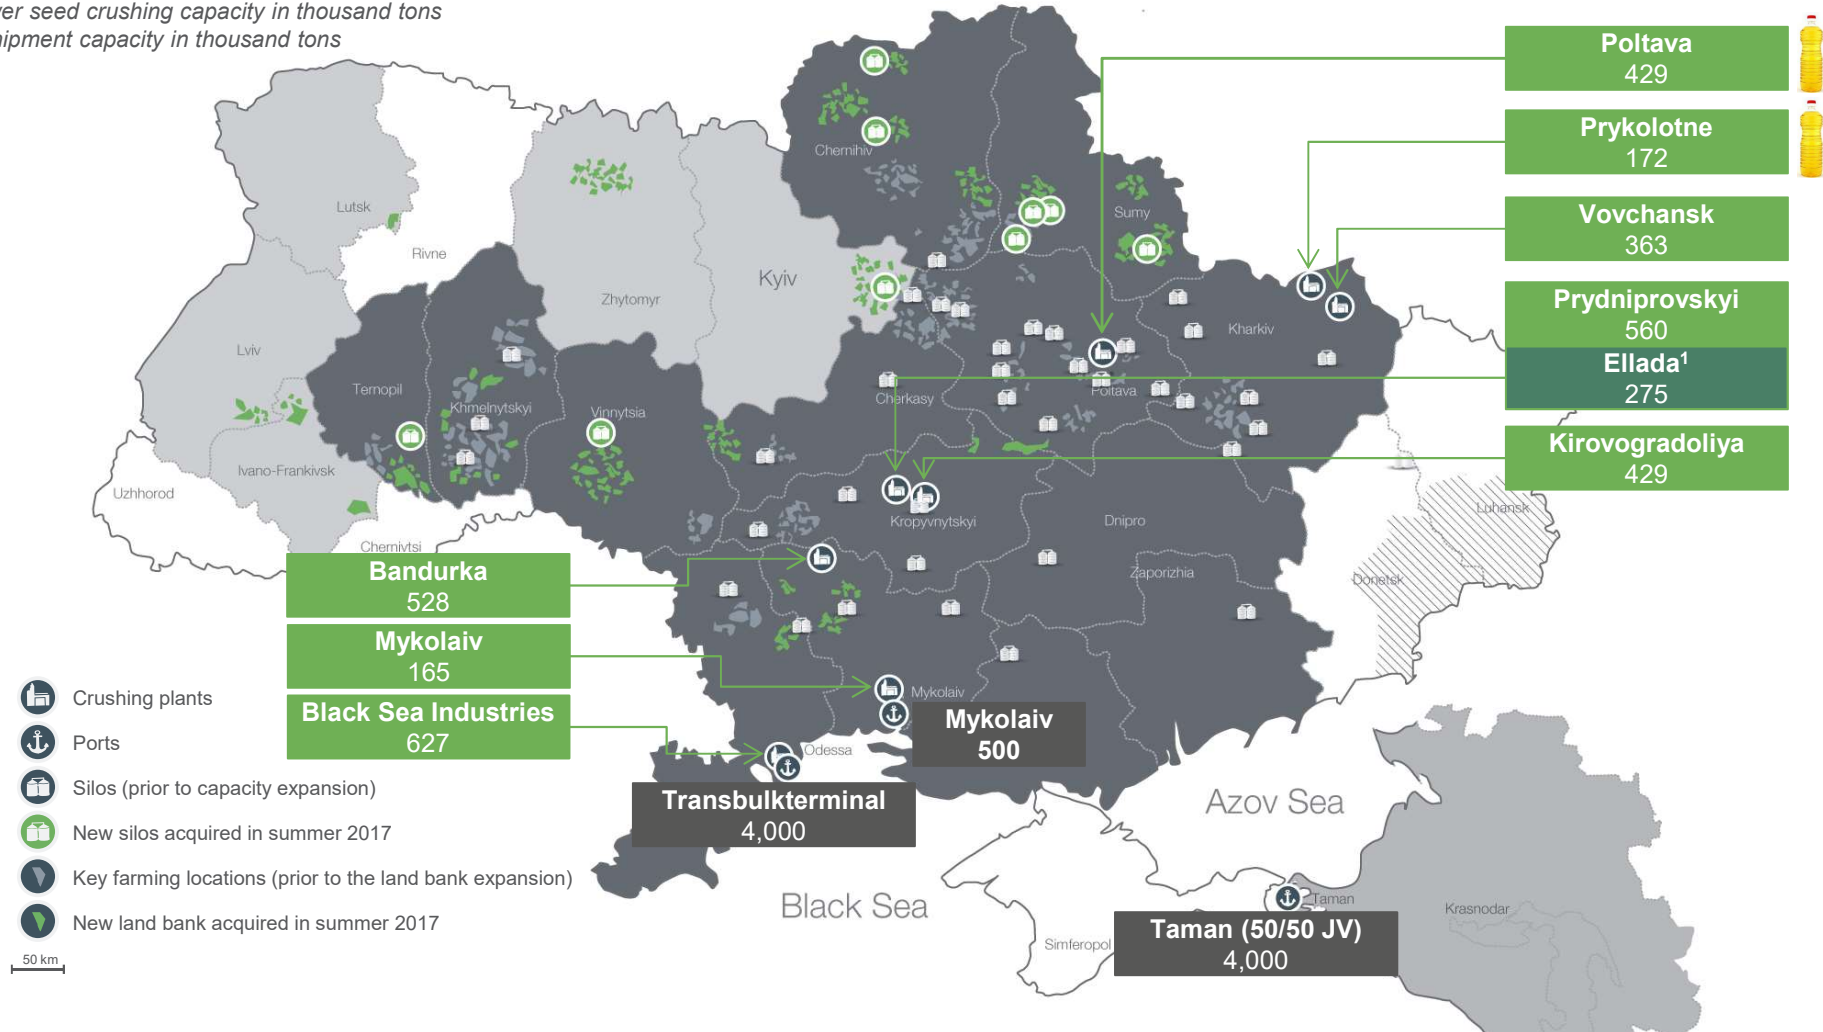 seed crushing capacity in thousand tons
capacity in thousand tons
Poltava
429
Prykolotne
172
Vovchansk
363
Prydniprovskyi
560
Ellada¹
275
Kirovogradoliya
429
Bandurka
528
Mykolaiv
165
Black Sea Industries
627
Mykolaiv
500
Transbulkterminal
4,000
Taman (50/50 JV)
4,000
Chernihiv
Sumy
Lutsk
Rivne
Zhytomyr
Kyiv
Kharkiv
Lviv
Ternopil
Khmelnytskyi
Vinnytsia
Cherkasy
Poltava
Ivano-Frankivsk
Uzhhorod
Chernivtsi
Kropyvnytskyi
Dnipro
Luhansk
Donetsk
Zaporizhia
Mykolaiv
Odessa
Azov Sea
Black Sea
Taman
Krasnodar
Simferopol
Crushing plants
Ports
Silos (prior to capacity expansion)
New silos acquired in summer 2017
Key farming locations (prior to the land bank expansion)
New land bank acquired in summer 2017
50 km